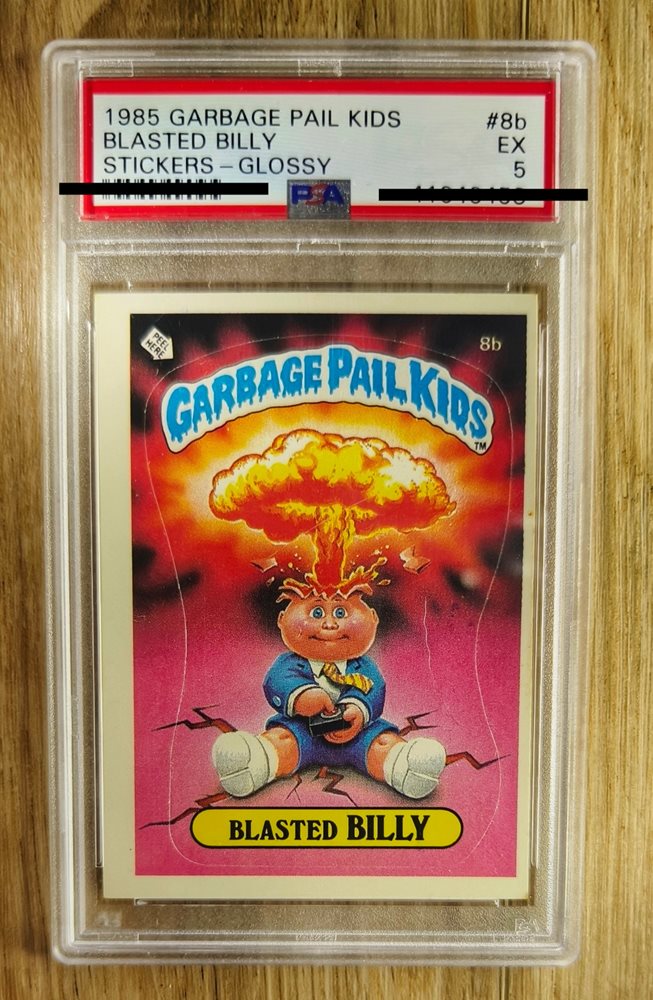 1985 GARBAGE PAIL KIDS #8b
BLASTED BILLY EX
STICKERS – GLOSSY 5
PSA
PEEL HERE
8b
GARBAGE PAIL KIDS
TM
BLASTED BILLY